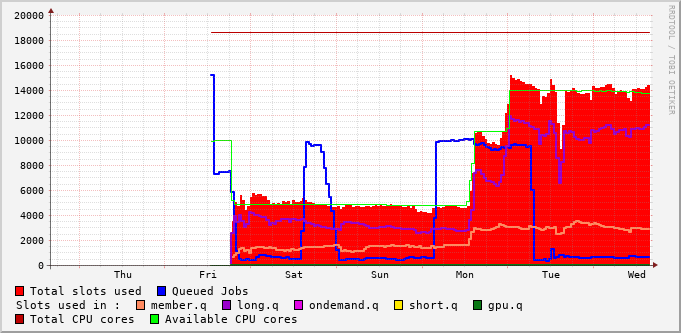 20000
18000
16000
14000
12000
10000
8000
6000
4000
2000
0
Thu Fri Sat Sun Mon Tue Wed
Total slots used Queued Jobs
Slots used in : member.q long.q ondemand.q short.q gpu.q
Total CPU cores Available CPU cores
RRDTOOL / TOBI OETIKER